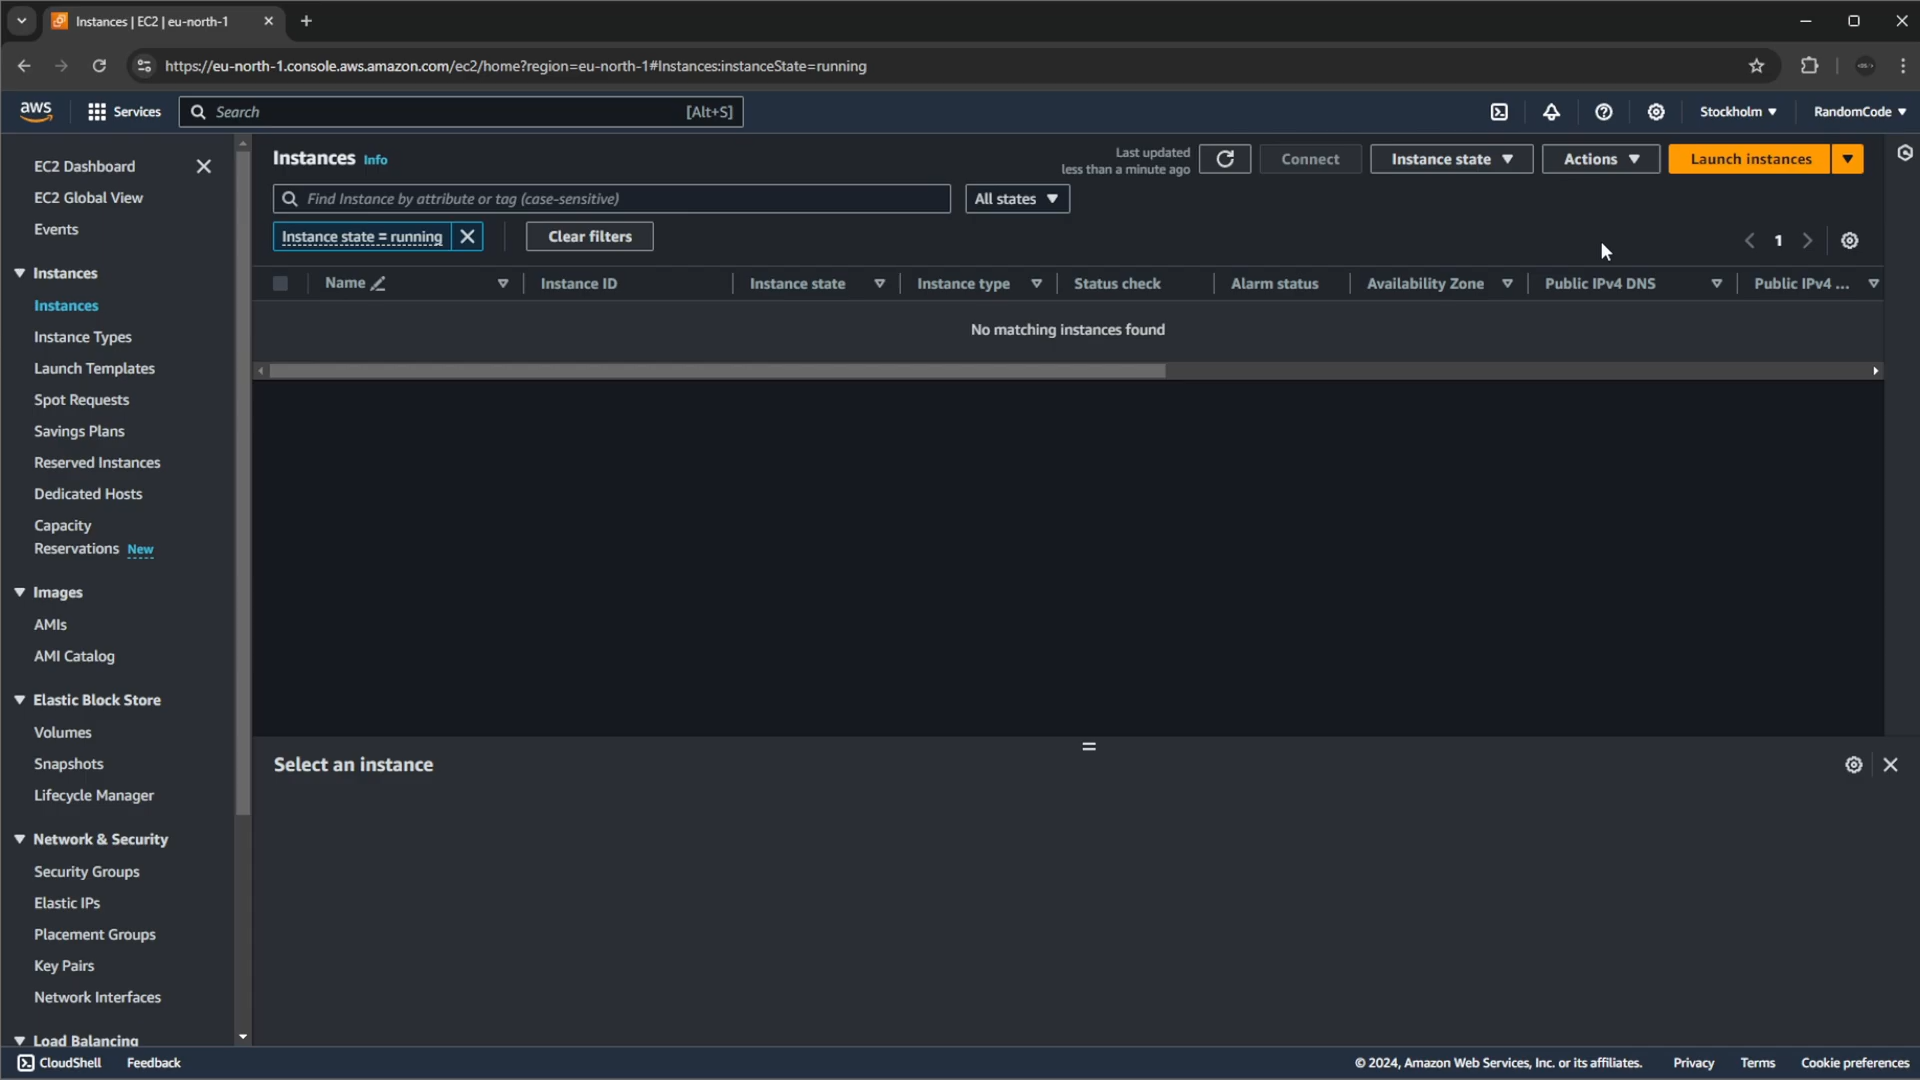 Instances | EC2 | eu-north-1
https://eu-north-1.console.aws.amazon.com/ec2/home?region=eu-north-1#Instances:instanceState=running
aws
Services
Search
[Alt+S]
Stockholm
RandomCode
EC2 Dashboard
EC2 Global View
Events
Instances
Instances
Instance Types
Launch Templates
Spot Requests
Savings Plans
Reserved Instances
Dedicated Hosts
Capacity
Reservations New
Images
AMIs
AMI Catalog
Elastic Block Store
Volumes
Snapshots
Lifecycle Manager
Network & Security
Security Groups
Elastic IPs
Placement Groups
Key Pairs
Network Interfaces
Load Balancing
Instances Info
Last updated
less than a minute ago
Connect
Instance state
Actions
Launch instances
Find Instance by attribute or tag (case-sensitive)
All states
Instance state = running
Clear filters
1
Name
Instance ID
Instance state
Instance type
Status check
Alarm status
Availability Zone
Public IPv4 DNS
Public IPv4 ...
No matching instances found
Select an instance
CloudShell
Feedback
© 2024, Amazon Web Services, Inc. or its affiliates.
Privacy
Terms
Cookie preferences